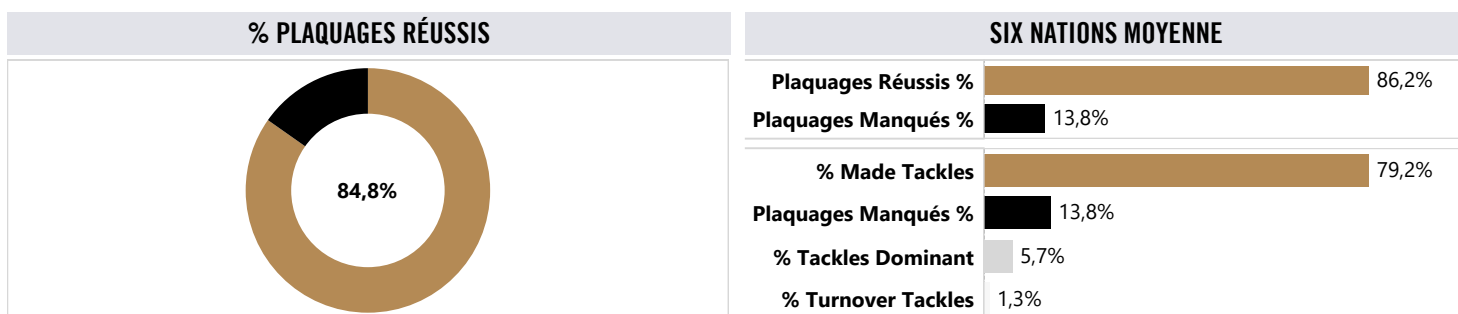 % PLAQUAGES RÉUSSIS
84,8%
SIX NATIONS MOYENNE
Plaquages Réussis % 86,2%
Plaquages Manqués % 13,8%
% Made Tackles 79,2%
Plaquages Manqués % 13,8%
% Tackles Dominant 5,7%
% Turnover Tackles 1,3%